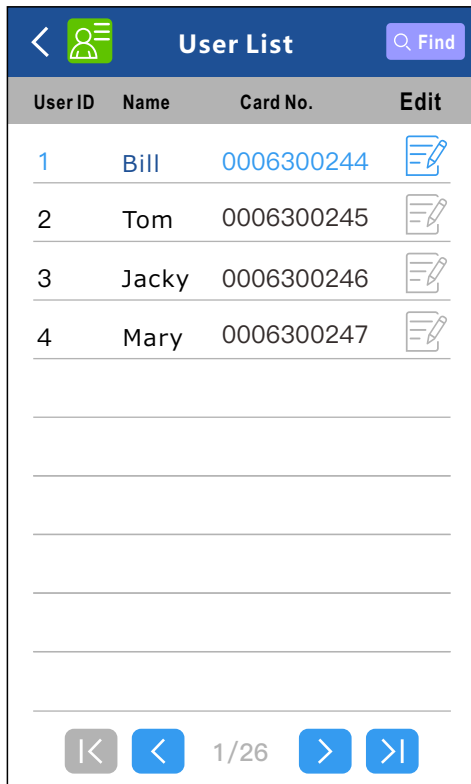 User List Find
User ID Name Card No. Edit
1 Bill 0006300244
2 Tom 0006300245
3 Jacky 0006300246
4 Mary 0006300247
1/26